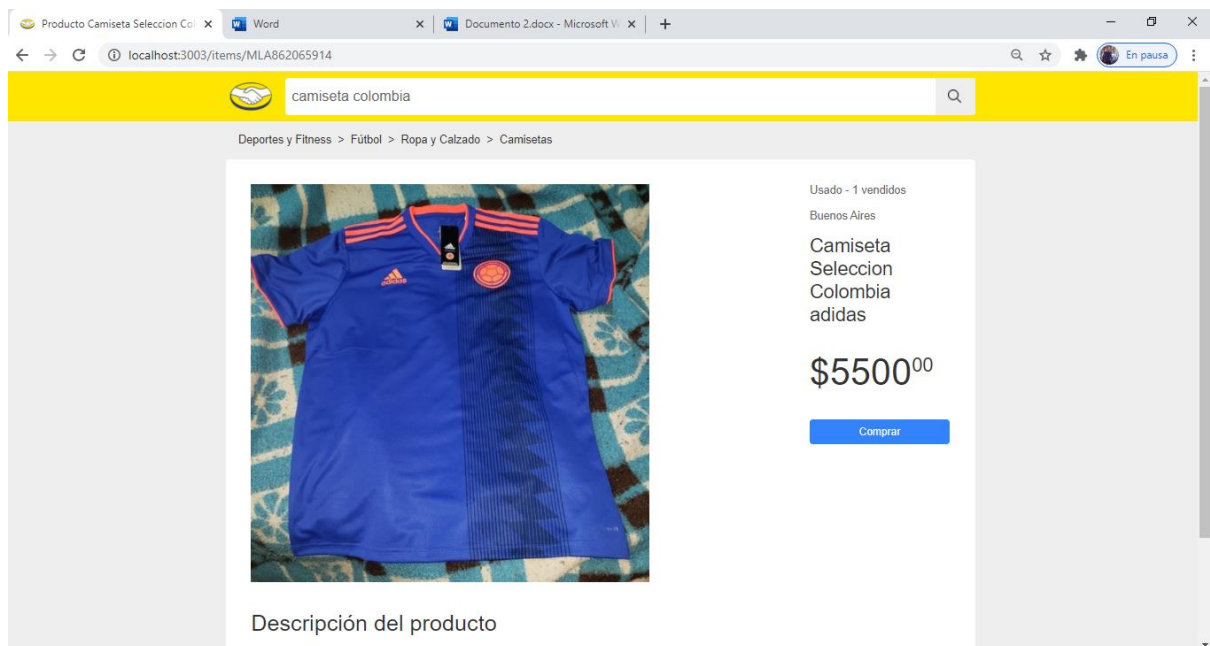 Producto Camiseta Seleccion Col
Word
Documento 2.docx - Microsoft W
localhost:3003/items/MLA862065914
En pausa
camiseta colombia
Deportes y Fitness > Fútbol > Ropa y Calzado > Camisetas
adidas
Usado - 1 vendidos
Buenos Aires
Camiseta
Seleccion
Colombia
adidas
$550000
Comprar
Descripción del producto